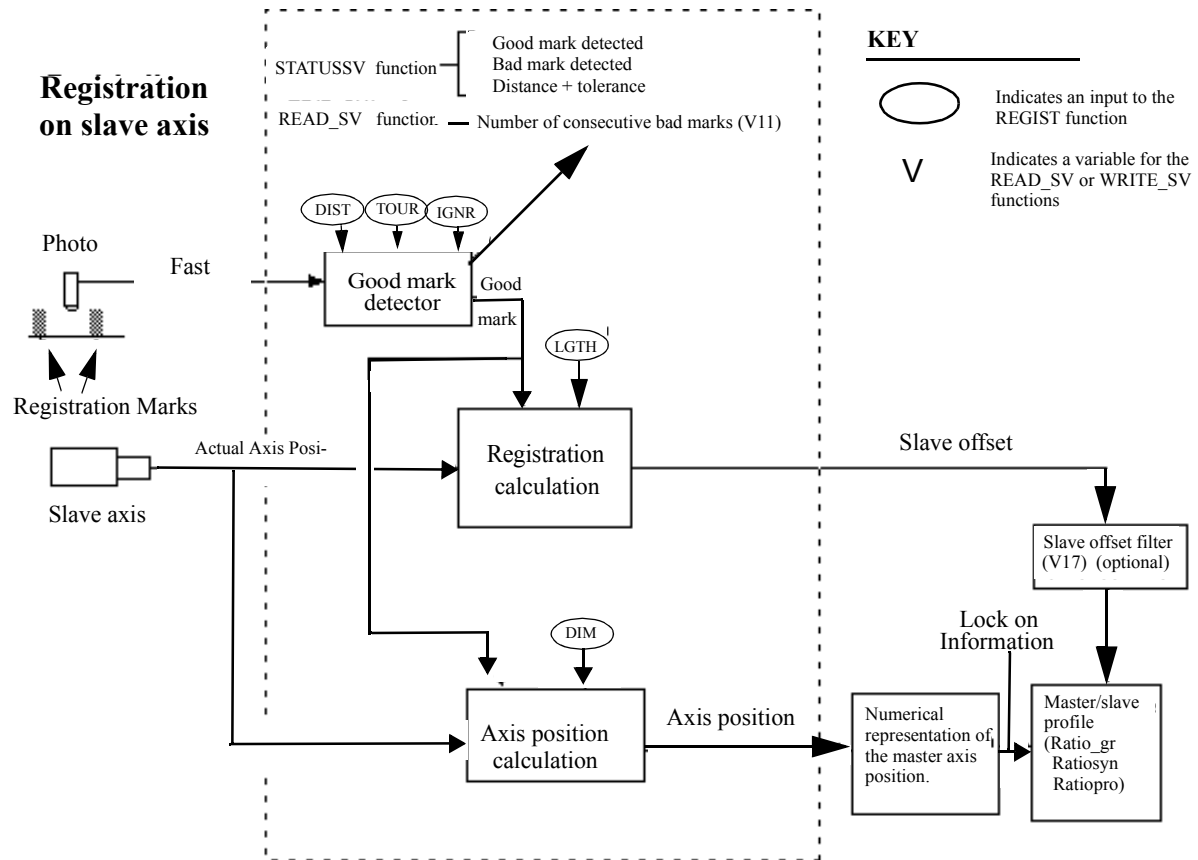 Registration
on slave axis
STATUSSV function
Good mark detected
Bad mark detected
Distance + tolerance
READ_SV function
Number of consecutive bad marks (V11)
KEY
Indicates an input to the
REGIST function
V
Indicates a variable for the
READ_SV or WRITE_SV
functions
DIST
TOUR
IGNR
Photo
Fast
Good mark
detector
Good
mark
LGTH
Registration Marks
Actual Axis Posi-
Slave axis
Registration
calculation
Slave offset
Slave offset filter
(V17) (optional)
Lock on
Information
DIM
Axis position
calculation
Axis position
Numerical
representation of
the master axis
position.
Master/slave
profile
(Ratio_gr
Ratiosyn
Ratiopro)